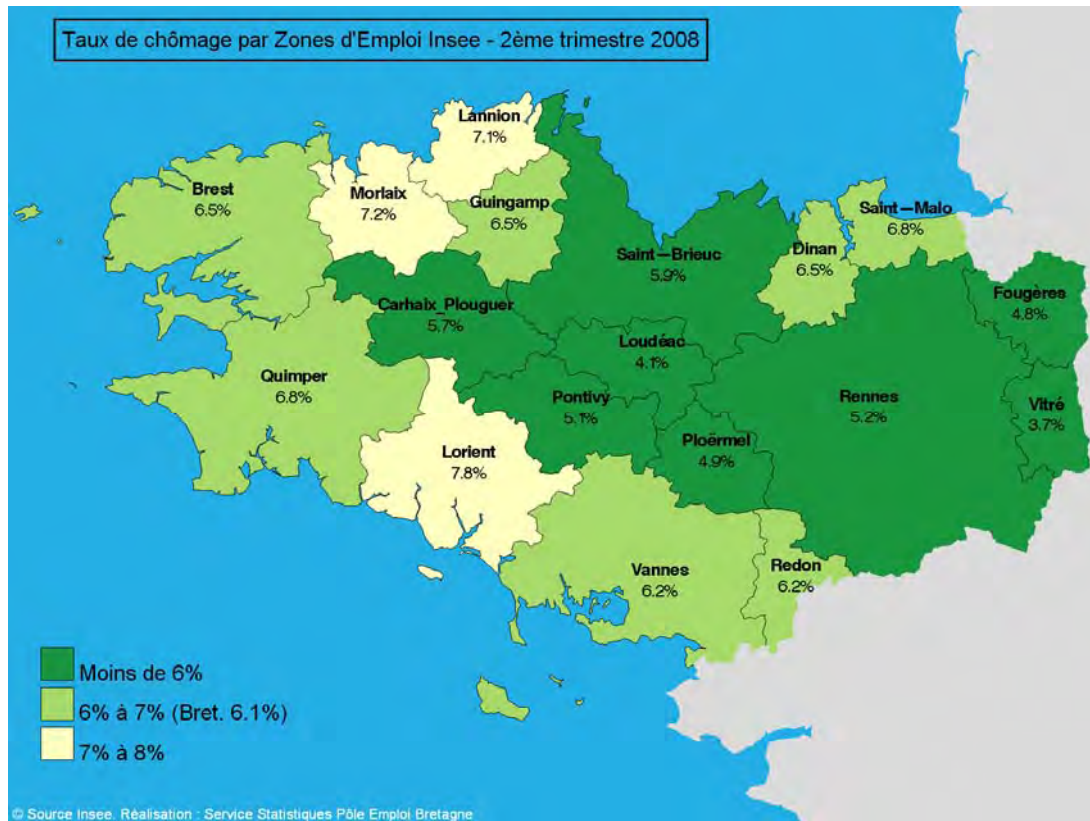 Taux de chômage par Zones d'Emploi Insee - 2ème trimestre 2008
Lannion
7.1%
Brest
6.5%
Morlaix
7.2%
Guingamp
6.5%
Saint-Malo
6.8%
Saint-Brieuc
5.9%
Dinan
6.5%
Fougères
4.8%
Carhaix_Plouguer
5.7%
Loudéac
4.1%
Quimper
6.8%
Pontivy
5.1%
Rennes
5.2%
Vitré
3.7%
Ploërmel
4.9%
Lorient
7.8%
Vannes
6.2%
Redon
6.2%
Moins de 6%
6% à 7% (Bret. 6.1%)
7% à 8%
© Source Insee. Réalisation : Service Statistiques Pôle Emploi Bretagne